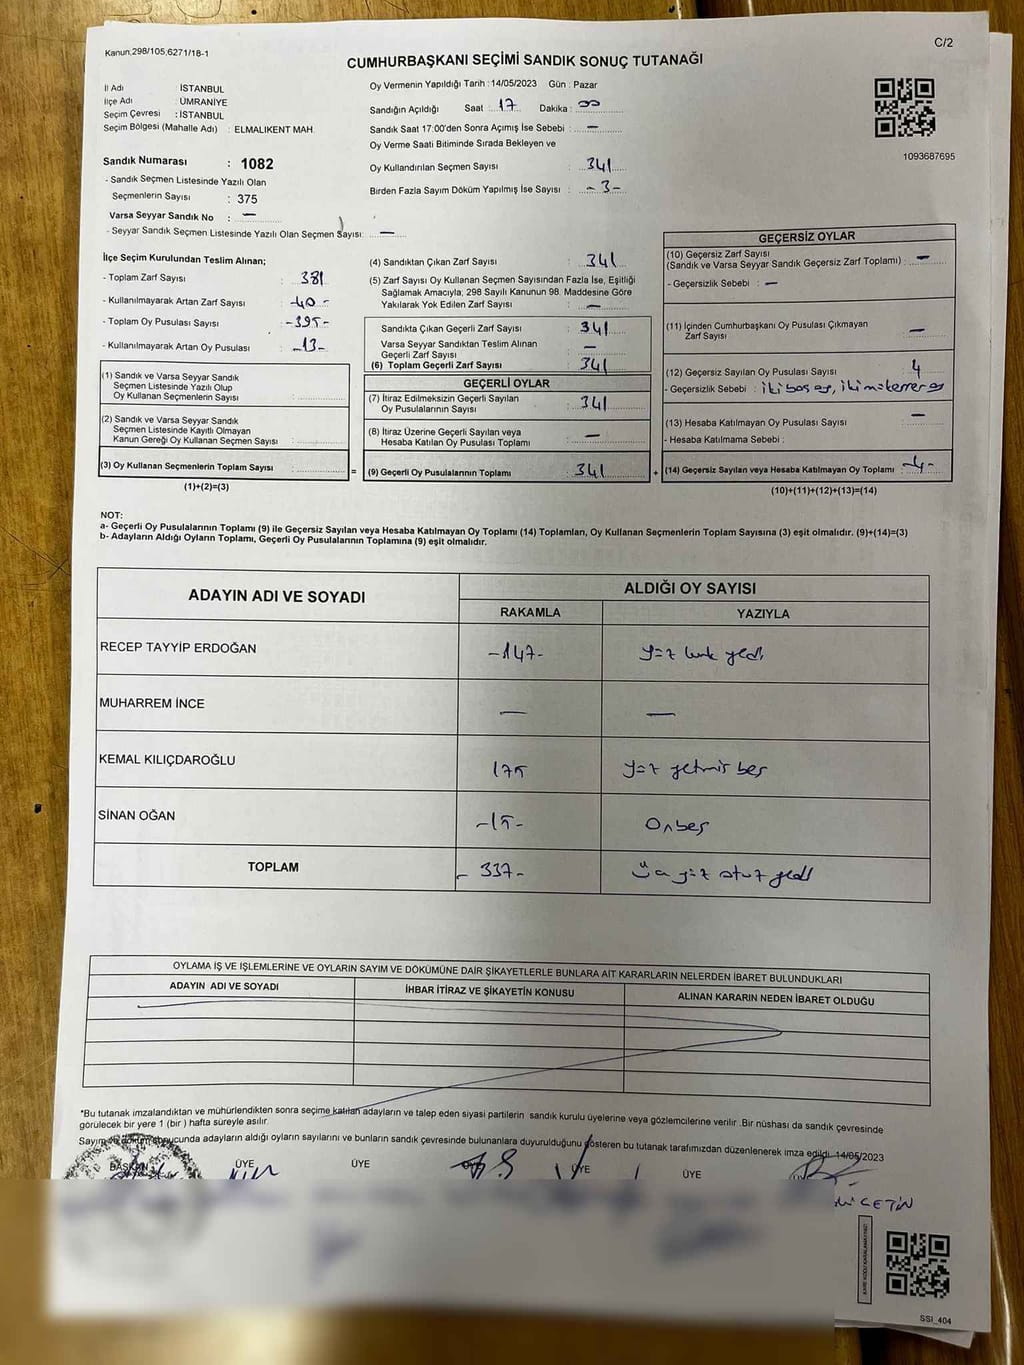 Kanun;298/105;6271/18-1
C/2
CUMHURBAŞKANI SEÇİMİ SANDIK SONUÇ TUTANAĞI
İl Adı : İSTANBUL
İlçe Adı : ÜMRANİYE
Seçim Çevresi : İSTANBUL
Seçim Bölgesi (Mahalle Adı) : ELMALIKENT MAH.
Sandık Numarası : 1082
- Sandık Seçmen Listesinde Yazılı Olan
Seçmenlerin Sayısı : 375
Varsa Seyyar Sandık No : —
- Seyyar Sandık Seçmen Listesinde Yazılı Olan Seçmen Sayısı: —
Oy Vermenin Yapıldığı Tarih : 14/05/2023 Gün : Pazar
Sandığın Açıldığı Saat 17 Dakika : 00
Sandık Saat 17:00'den Sonra Açımış İse Sebebi : —
Oy Verme Saati Bitiminde Sırada Bekleyen ve
Oy Kullandırılan Seçmen Sayısı : 341
Birden Fazla Sayım Döküm Yapılmış İse Sayısı : -3-
1093687695
İlçe Seçim Kurulundan Teslim Alınan;
- Toplam Zarf Sayısı : 381
- Kullanılmayarak Artan Zarf Sayısı : -40-
- Toplam Oy Pusulası Sayısı : -395-
- Kullanılmayarak Artan Oy Pusulası : -13-
(1) Sandık ve Varsa Seyyar Sandık
Seçmen Listesinde Yazılı Olup
Oy Kullanan Seçmenlerin Sayısı :
(2) Sandık ve Varsa Seyyar Sandık
Seçmen Listesinde Kayıtlı Olmayan
Kanun Gereği Oy Kullanan Seçmen Sayısı :
(3) Oy Kullanan Seçmenlerin Toplam Sayısı :
(1)+(2)=(3)
=
(4) Sandıktan Çıkan Zarf Sayısı : 341
(5) Zarf Sayısı Oy Kullanan Seçmen Sayısından Fazla İse, Eşitliği
Sağlamak Amacıyla; 298 Sayılı Kanunun 98. Maddesine Göre
Yakılarak Yok Edilen Zarf Sayısı : —
Sandıkta Çıkan Geçerli Zarf Sayısı : 341
Varsa Seyyar Sandıktan Teslim Alınan
Geçerli Zarf Sayısı : —
(6) Toplam Geçerli Zarf Sayısı : 341
GEÇERLİ OYLAR
(7) İtiraz Edilmeksizin Geçerli Sayılan
Oy Pusulalarının Sayısı : 341
(8) İtiraz Üzerine Geçerli Sayılan veya
Hesaba Katılan Oy Pusulası Toplamı : —
(9) Geçerli Oy Pusulalarının Toplamı : 341
+
GEÇERSİZ OYLAR
(10) Geçersiz Zarf Sayısı
(Sandık ve Varsa Seyyar Sandık Geçersiz Zarf Toplamı) : —
- Geçersizlik Sebebi : —
(11) İçinden Cumhurbaşkanı Oy Pusulası Çıkmayan
Zarf Sayısı : —
(12) Geçersiz Sayılan Oy Pusulası Sayısı : 4
- Geçersizlik Sebebi : iki boş oy, iki mükerrer oy
(13) Hesaba Katılmayan Oy Pusulası Sayısı : —
- Hesaba Katılmama Sebebi :
(14) Geçersiz Sayılan veya Hesaba Katılmayan Oy Toplamı : -4-
(10)+(11)+(12)+(13)=(14)
NOT:
a- Geçerli Oy Pusulalarının Toplamı (9) ile Geçersiz Sayılan veya Hesaba Katılmayan Oy Toplamı (14) Toplamları, Oy Kullanan Seçmenlerin Toplam Sayısına (3) eşit olmalıdır. (9)+(14)=(3)
b- Adayların Aldığı Oyların Toplamı, Geçerli Oy Pusulalarının Toplamına (9) eşit olmalıdır.
ADAYIN ADI VE SOYADI
ALDIĞI OY SAYISI
RAKAMLA YAZIYLA
RECEP TAYYİP ERDOĞAN -147- yüz kırk yedi
MUHARREM İNCE — —
KEMAL KILIÇDAROĞLU 175 yüz yetmiş beş
SİNAN OĞAN -15- Onbeş
TOPLAM - 337- üç yüz otuz yedi
OYLAMA İŞ VE İŞLEMLERİNE VE OYLARIN SAYIM VE DÖKÜMÜNE DAİR ŞİKAYETLERLE BUNLARA AİT KARARLARIN NELERDEN İBARET BULUNDUKLARI
ADAYIN ADI VE SOYADI İHBAR İTİRAZ VE ŞİKAYETİN KONUSU ALINAN KARARIN NEDEN İBARET OLDUĞU
*Bu tutanak imzalandıktan ve mühürlendikten sonra seçime katılan adayların ve talep eden siyasi partilerin sandık kurulu üyelerine veya gözlemcilerine verilir. Bir nüshası da sandık çevresinde
görülecek bir yere 1 (bir ) hafta süreyle asılır.
Sayım ve döküm sonucunda adayların aldığı oyların sayılarını ve bunların sandık çevresinde bulunanlara duyurulduğunu gösteren bu tutanak tarafımızdan düzenlenerek imza edildi. 14/05/2023
BAŞKAN ÜYE ÜYE ÜYE ÜYE
ÇETİN
SSI_404